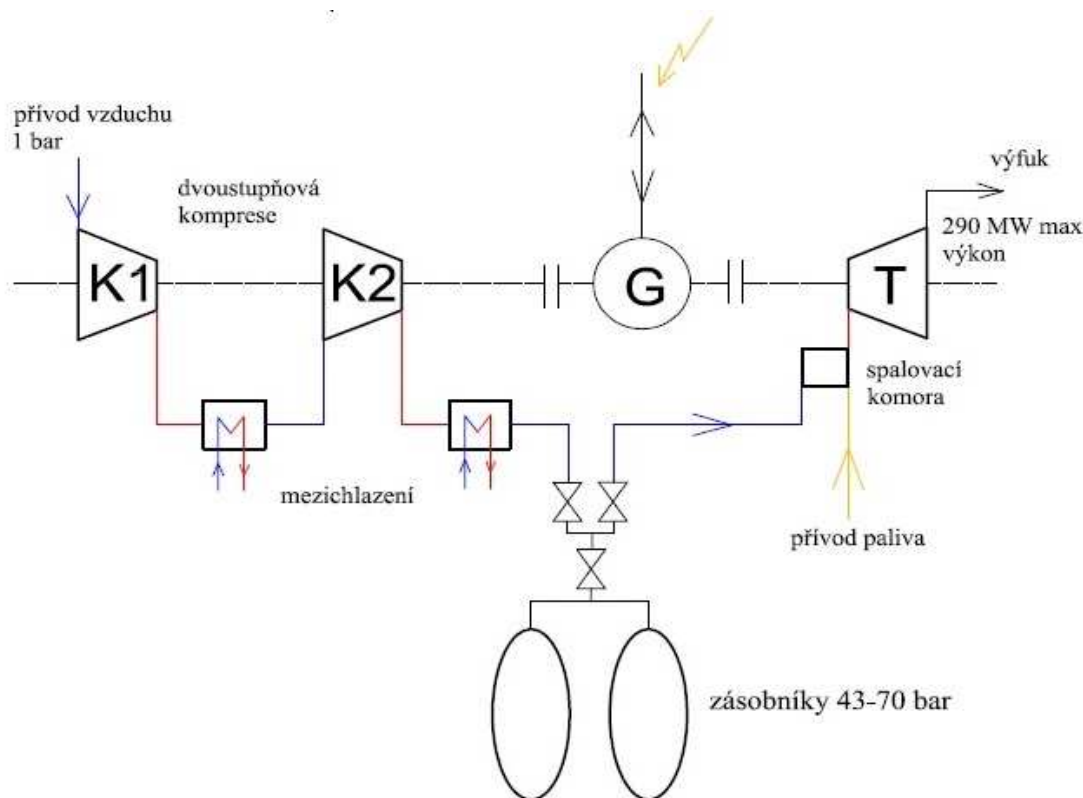 přívod vzduchu
1 bar
dvoustupňová
komprese
výfuk
290 MW max
výkon
K1
K2
G
T
spalovací
komora
mezichlazení
přívod paliva
zásobníky 43-70 bar